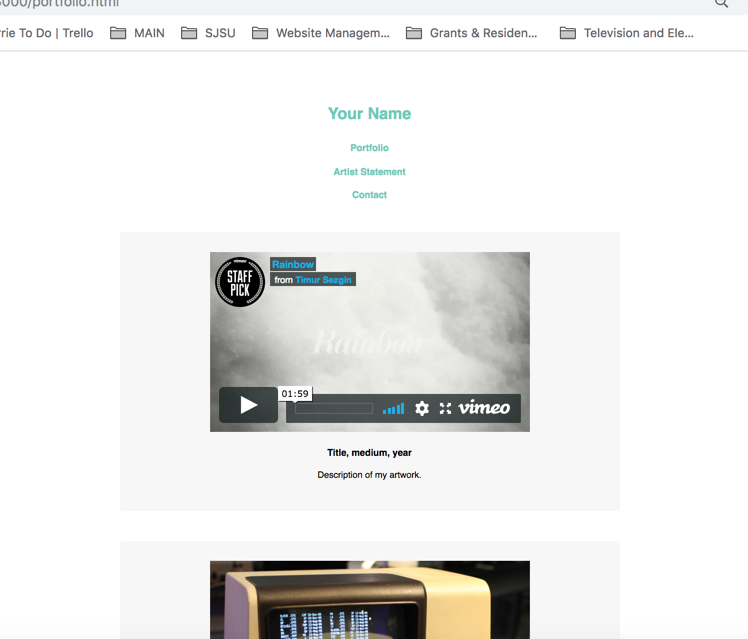 000/portfolio.html
rrie To Do | Trello MAIN SJSU Website Managem... Grants & Residen... Television and Ele...
Your Name
Portfolio
Artist Statement
Contact
vimeo
STAFF
PICK
Rainbow
from Timur Sezgin
Rainbow
01:59
vimeo
Title, medium, year
Description of my artwork.